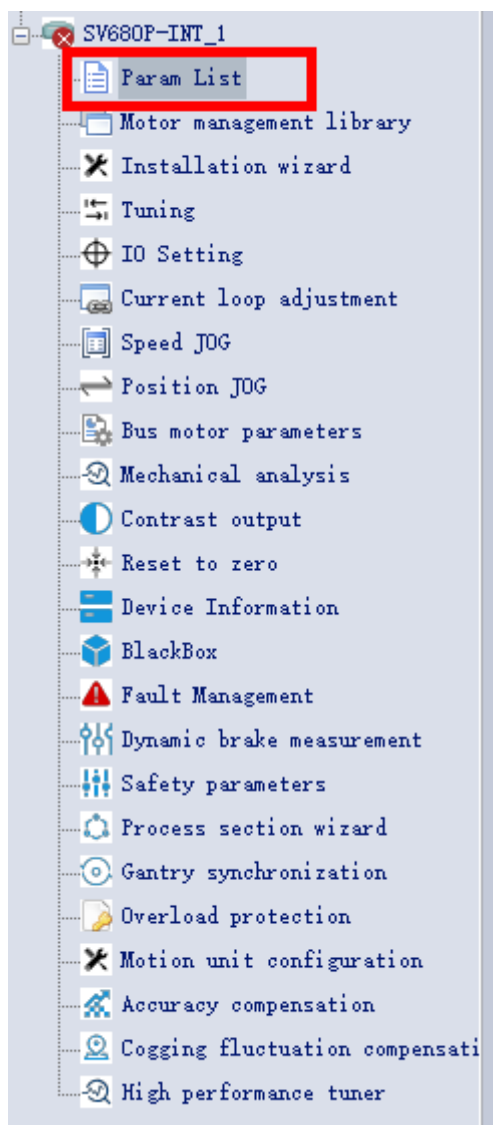 SV680P-INT_1
Param List
Motor management library
Installation wizard
Tuning
IO Setting
Current loop adjustment
Speed JOG
Position JOG
Bus motor parameters
Mechanical analysis
Contrast output
Reset to zero
Device Information
BlackBox
Fault Management
Dynamic brake measurement
Safety parameters
Process section wizard
Gantry synchronization
Overload protection
Motion unit configuration
Accuracy compensation
Cogging fluctuation compensati
High performance tuner